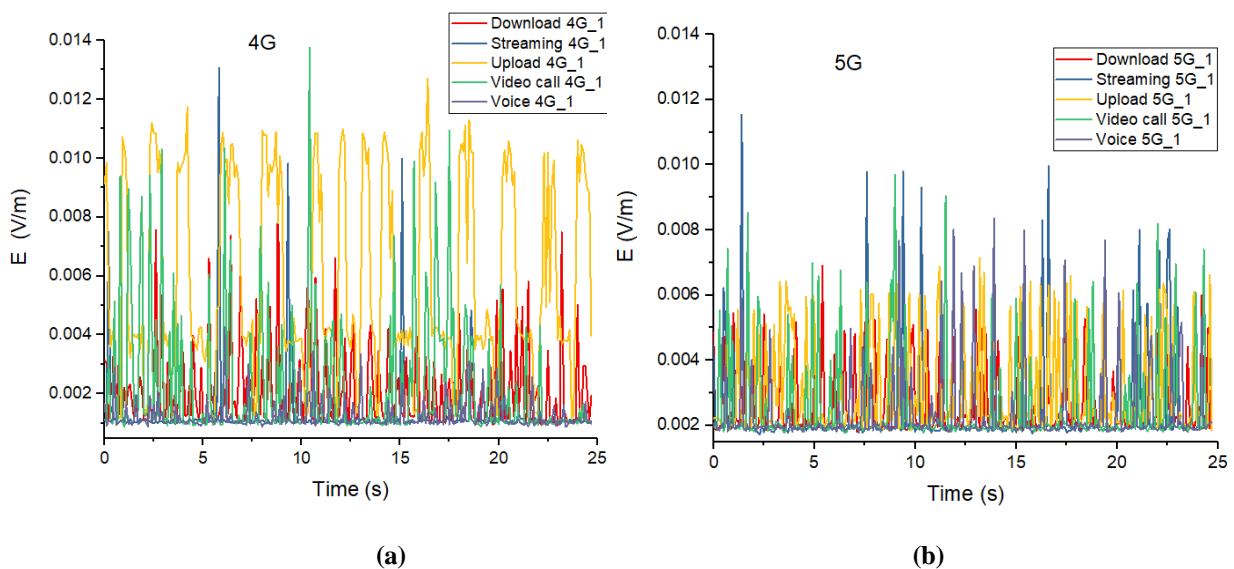 4G
Download 4G_1
Streaming 4G_1
Upload 4G_1
Video call 4G_1
Voice 4G_1
0.014
0.012
0.010
0.008
0.006
0.004
0.002
E (V/m)
0 5 10 15 20 25
Time (s)
(a)
5G
Download 5G_1
Streaming 5G_1
Upload 5G_1
Video call 5G_1
Voice 5G_1
0.014
0.012
0.010
0.008
0.006
0.004
0.002
E (V/m)
0 5 10 15 20 25
Time (s)
(b)